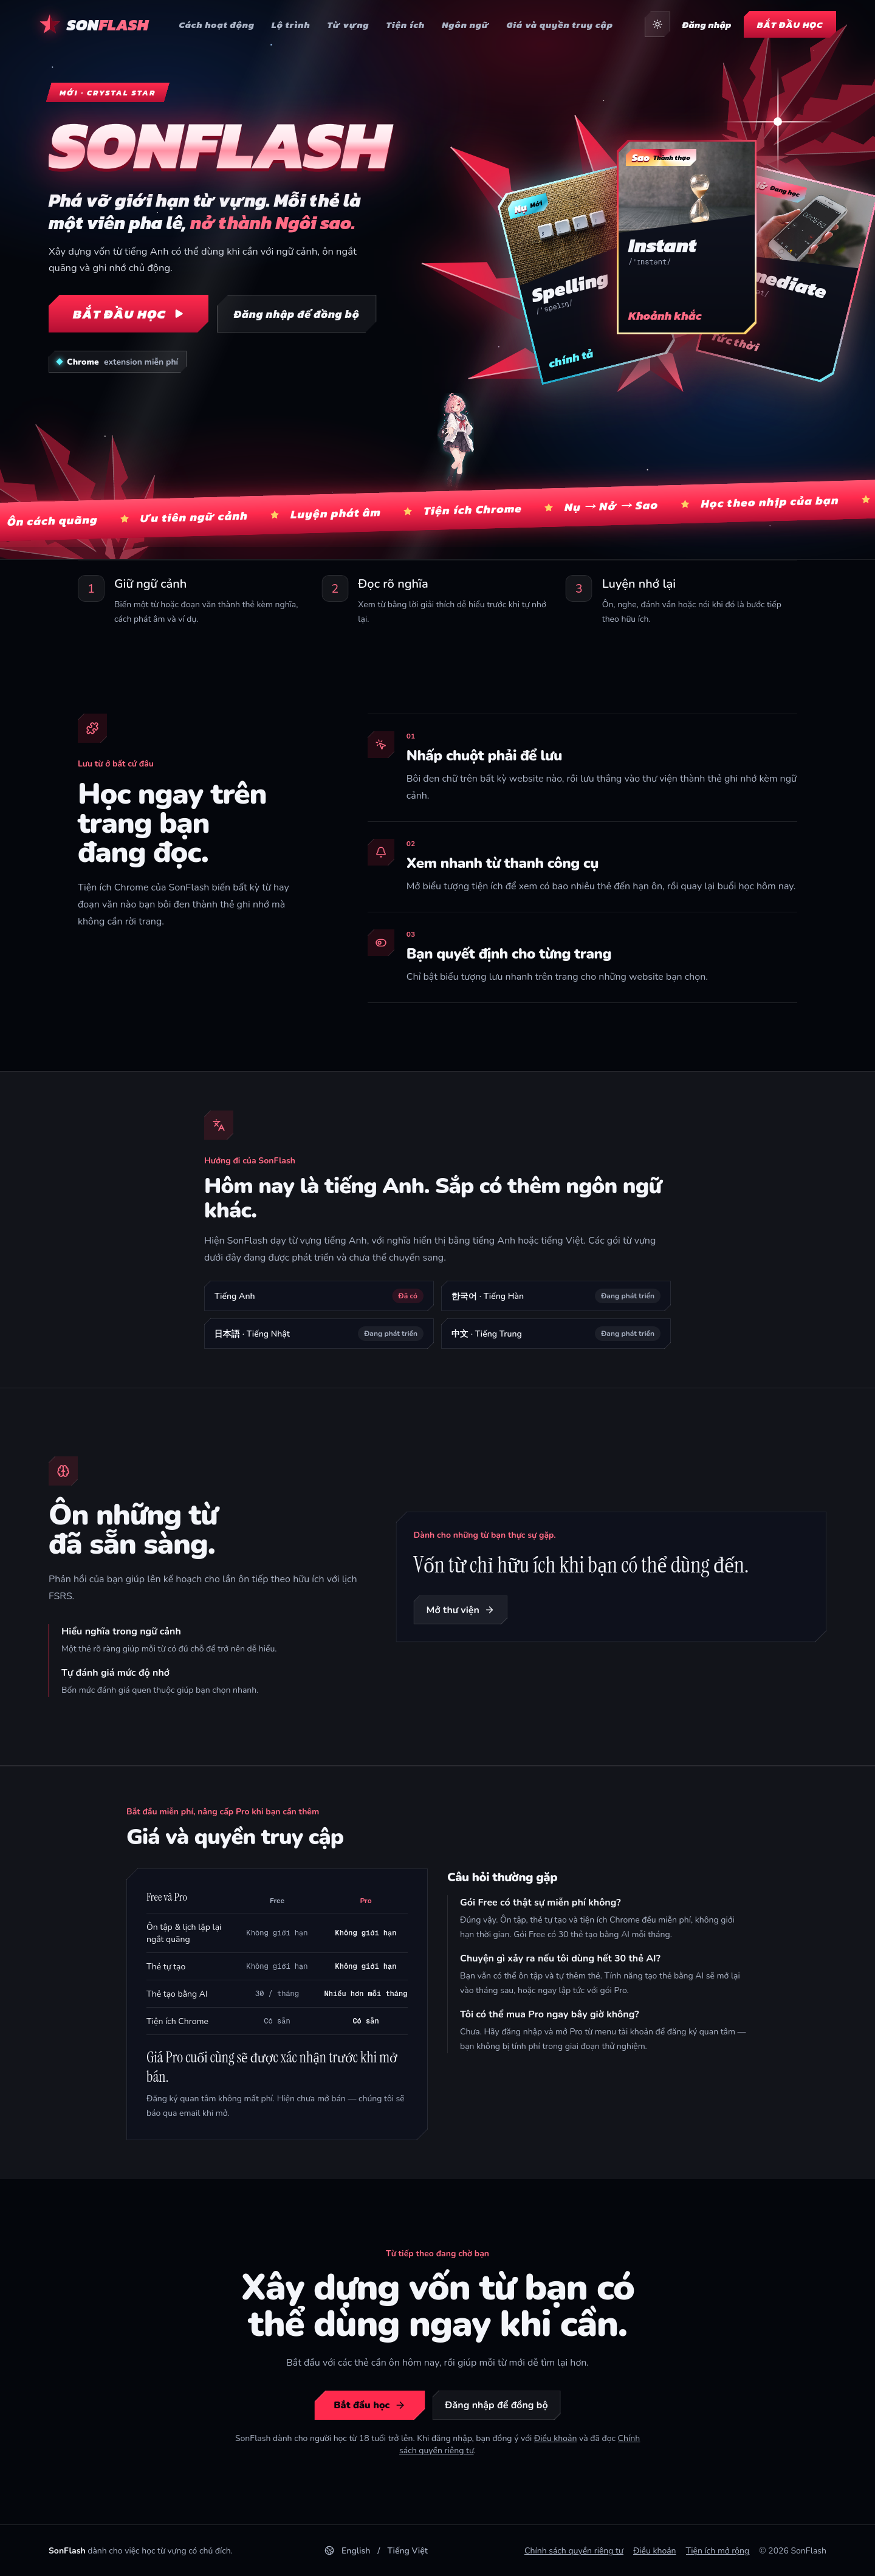 SONFLASH
Cách hoạt động
Lộ trình
Từ vựng
Tiện ích
Ngôn ngữ
Giá và quyền truy cập
Đăng nhập
BẮT ĐẦU HỌC
MỚI · CRYSTAL STAR
SONFLASH
Phá vỡ giới hạn từ vựng. Mỗi thẻ là
một viên pha lê, nở thành Ngôi sao.
Xây dựng vốn từ tiếng Anh có thể dùng khi cần với ngữ cảnh, ôn ngắt
quãng và ghi nhớ chủ động.
BẮT ĐẦU HỌC
Đăng nhập để đồng bộ
Chrome extension miễn phí
Nụ Mới
Spelling
/ˈspelɪŋ/
chính tả
Sao Thành thạo
Instant
/ˈɪnstənt/
Khoảnh khắc
Nở Đang học
mediate
Tức thời
Ôn cách quãng
Ưu tiên ngữ cảnh
Luyện phát âm
Tiện ích Chrome
Nụ → Nở → Sao
Học theo nhịp của bạn
1
Giữ ngữ cảnh
Biến một từ hoặc đoạn văn thành thẻ kèm nghĩa,
cách phát âm và ví dụ.
2
Đọc rõ nghĩa
Xem từ bằng lời giải thích dễ hiểu trước khi tự nhớ
lại.
3
Luyện nhớ lại
Ôn, nghe, đánh vần hoặc nói khi đó là bước tiếp
theo hữu ích.
Lưu từ ở bất cứ đâu
Học ngay trên
trang bạn
đang đọc.
Tiện ích Chrome của SonFlash biến bất kỳ từ hay
đoạn văn nào bạn bôi đen thành thẻ ghi nhớ mà
không cần rời trang.
01
Nhấp chuột phải để lưu
Bôi đen chữ trên bất kỳ website nào, rồi lưu thẳng vào thư viện thành thẻ ghi nhớ kèm ngữ
cảnh.
02
Xem nhanh từ thanh công cụ
Mở biểu tượng tiện ích để xem có bao nhiêu thẻ đến hạn ôn, rồi quay lại buổi học hôm nay.
03
Bạn quyết định cho từng trang
Chỉ bật biểu tượng lưu nhanh trên trang cho những website bạn chọn.
Hướng đi của SonFlash
Hôm nay là tiếng Anh. Sắp có thêm ngôn ngữ
khác.
Hiện SonFlash dạy từ vựng tiếng Anh, với nghĩa hiển thị bằng tiếng Anh hoặc tiếng Việt. Các gói từ vựng
dưới đây đang được phát triển và chưa thể chuyển sang.
Tiếng Anh
Đã có
한국어 · Tiếng Hàn
Đang phát triển
日本語 · Tiếng Nhật
Đang phát triển
中文 · Tiếng Trung
Đang phát triển
Ôn những từ
đã sẵn sàng.
Phản hồi của bạn giúp lên kế hoạch cho lần ôn tiếp theo hữu ích với lịch
FSRS.
Hiểu nghĩa trong ngữ cảnh
Một thẻ rõ ràng giúp mỗi từ có đủ chỗ để trở nên dễ hiểu.
Tự đánh giá mức độ nhớ
Bốn mức đánh giá quen thuộc giúp bạn chọn nhanh.
Dành cho những từ bạn thực sự gặp.
Vốn từ chỉ hữu ích khi bạn có thể dùng đến.
Mở thư viện →
Bắt đầu miễn phí, nâng cấp Pro khi bạn cần thêm
Giá và quyền truy cập
Free và Pro
Free
Pro
Ôn tập & lịch lặp lại
ngắt quãng
Không giới hạn
Không giới hạn
Thẻ tự tạo
Không giới hạn
Không giới hạn
Thẻ tạo bằng AI
30 / tháng
Nhiều hơn mỗi tháng
Tiện ích Chrome
Có sẵn
Có sẵn
Giá Pro cuối cùng sẽ được xác nhận trước khi mở
bán.
Đăng ký quan tâm không mất phí. Hiện chưa mở bán — chúng tôi sẽ
báo qua email khi mở.
Câu hỏi thường gặp
Gói Free có thật sự miễn phí không?
Đúng vậy. Ôn tập, thẻ tự tạo và tiện ích Chrome đều miễn phí, không giới
hạn thời gian. Gói Free có 30 thẻ tạo bằng AI mỗi tháng.
Chuyện gì xảy ra nếu tôi dùng hết 30 thẻ AI?
Bạn vẫn có thể ôn tập và tự thêm thẻ. Tính năng tạo thẻ bằng AI sẽ mở lại
vào tháng sau, hoặc ngay lập tức với gói Pro.
Tôi có thể mua Pro ngay bây giờ không?
Chưa. Hãy đăng nhập và mở Pro từ menu tài khoản để đăng ký quan tâm —
bạn không bị tính phí trong giai đoạn thử nghiệm.
Từ tiếp theo đang chờ bạn
Xây dựng vốn từ bạn có
thể dùng ngay khi cần.
Bắt đầu với các thẻ cần ôn hôm nay, rồi giúp mỗi từ mới dễ tìm lại hơn.
Bắt đầu học →
Đăng nhập để đồng bộ
SonFlash dành cho người học từ 18 tuổi trở lên. Khi đăng nhập, bạn đồng ý với Điều khoản và đã đọc Chính
sách quyền riêng tư.
SonFlash dành cho việc học từ vựng có chủ đích.
English / Tiếng Việt
Chính sách quyền riêng tư
Điều khoản
Tiện ích mở rộng
© 2026 SonFlash